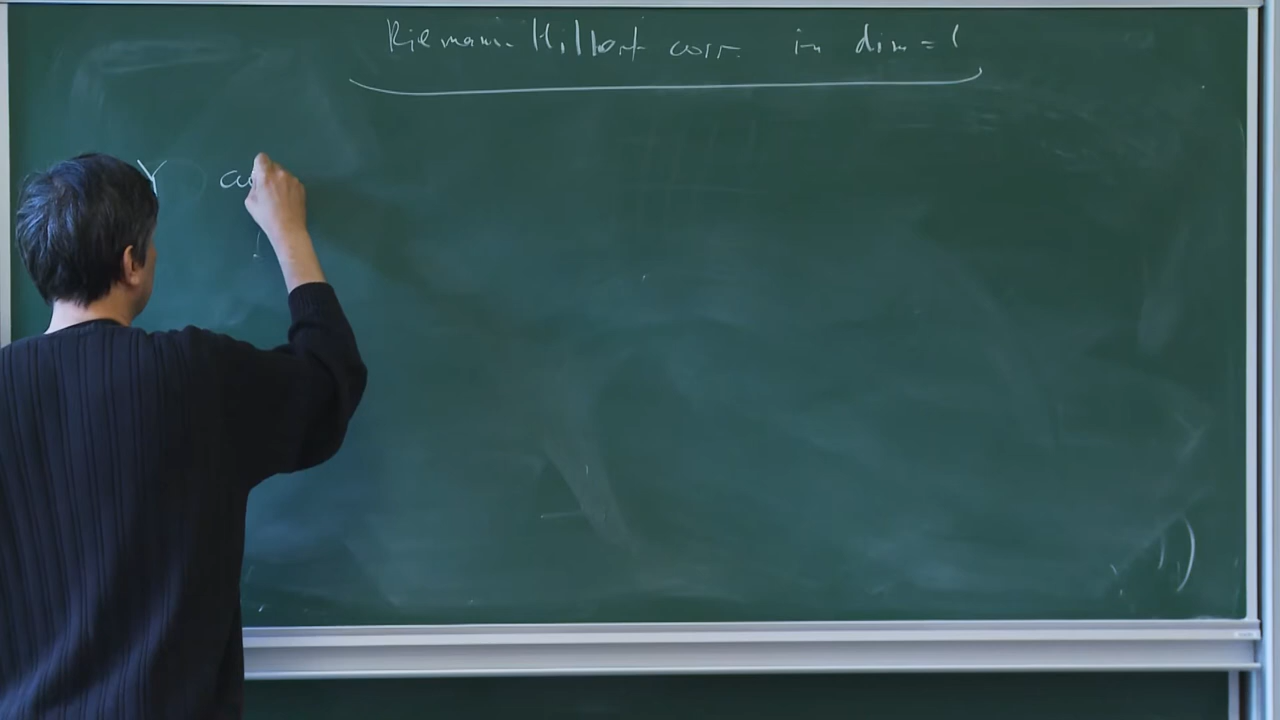 Riemann-Hilbert corr. in dim = 1
Y